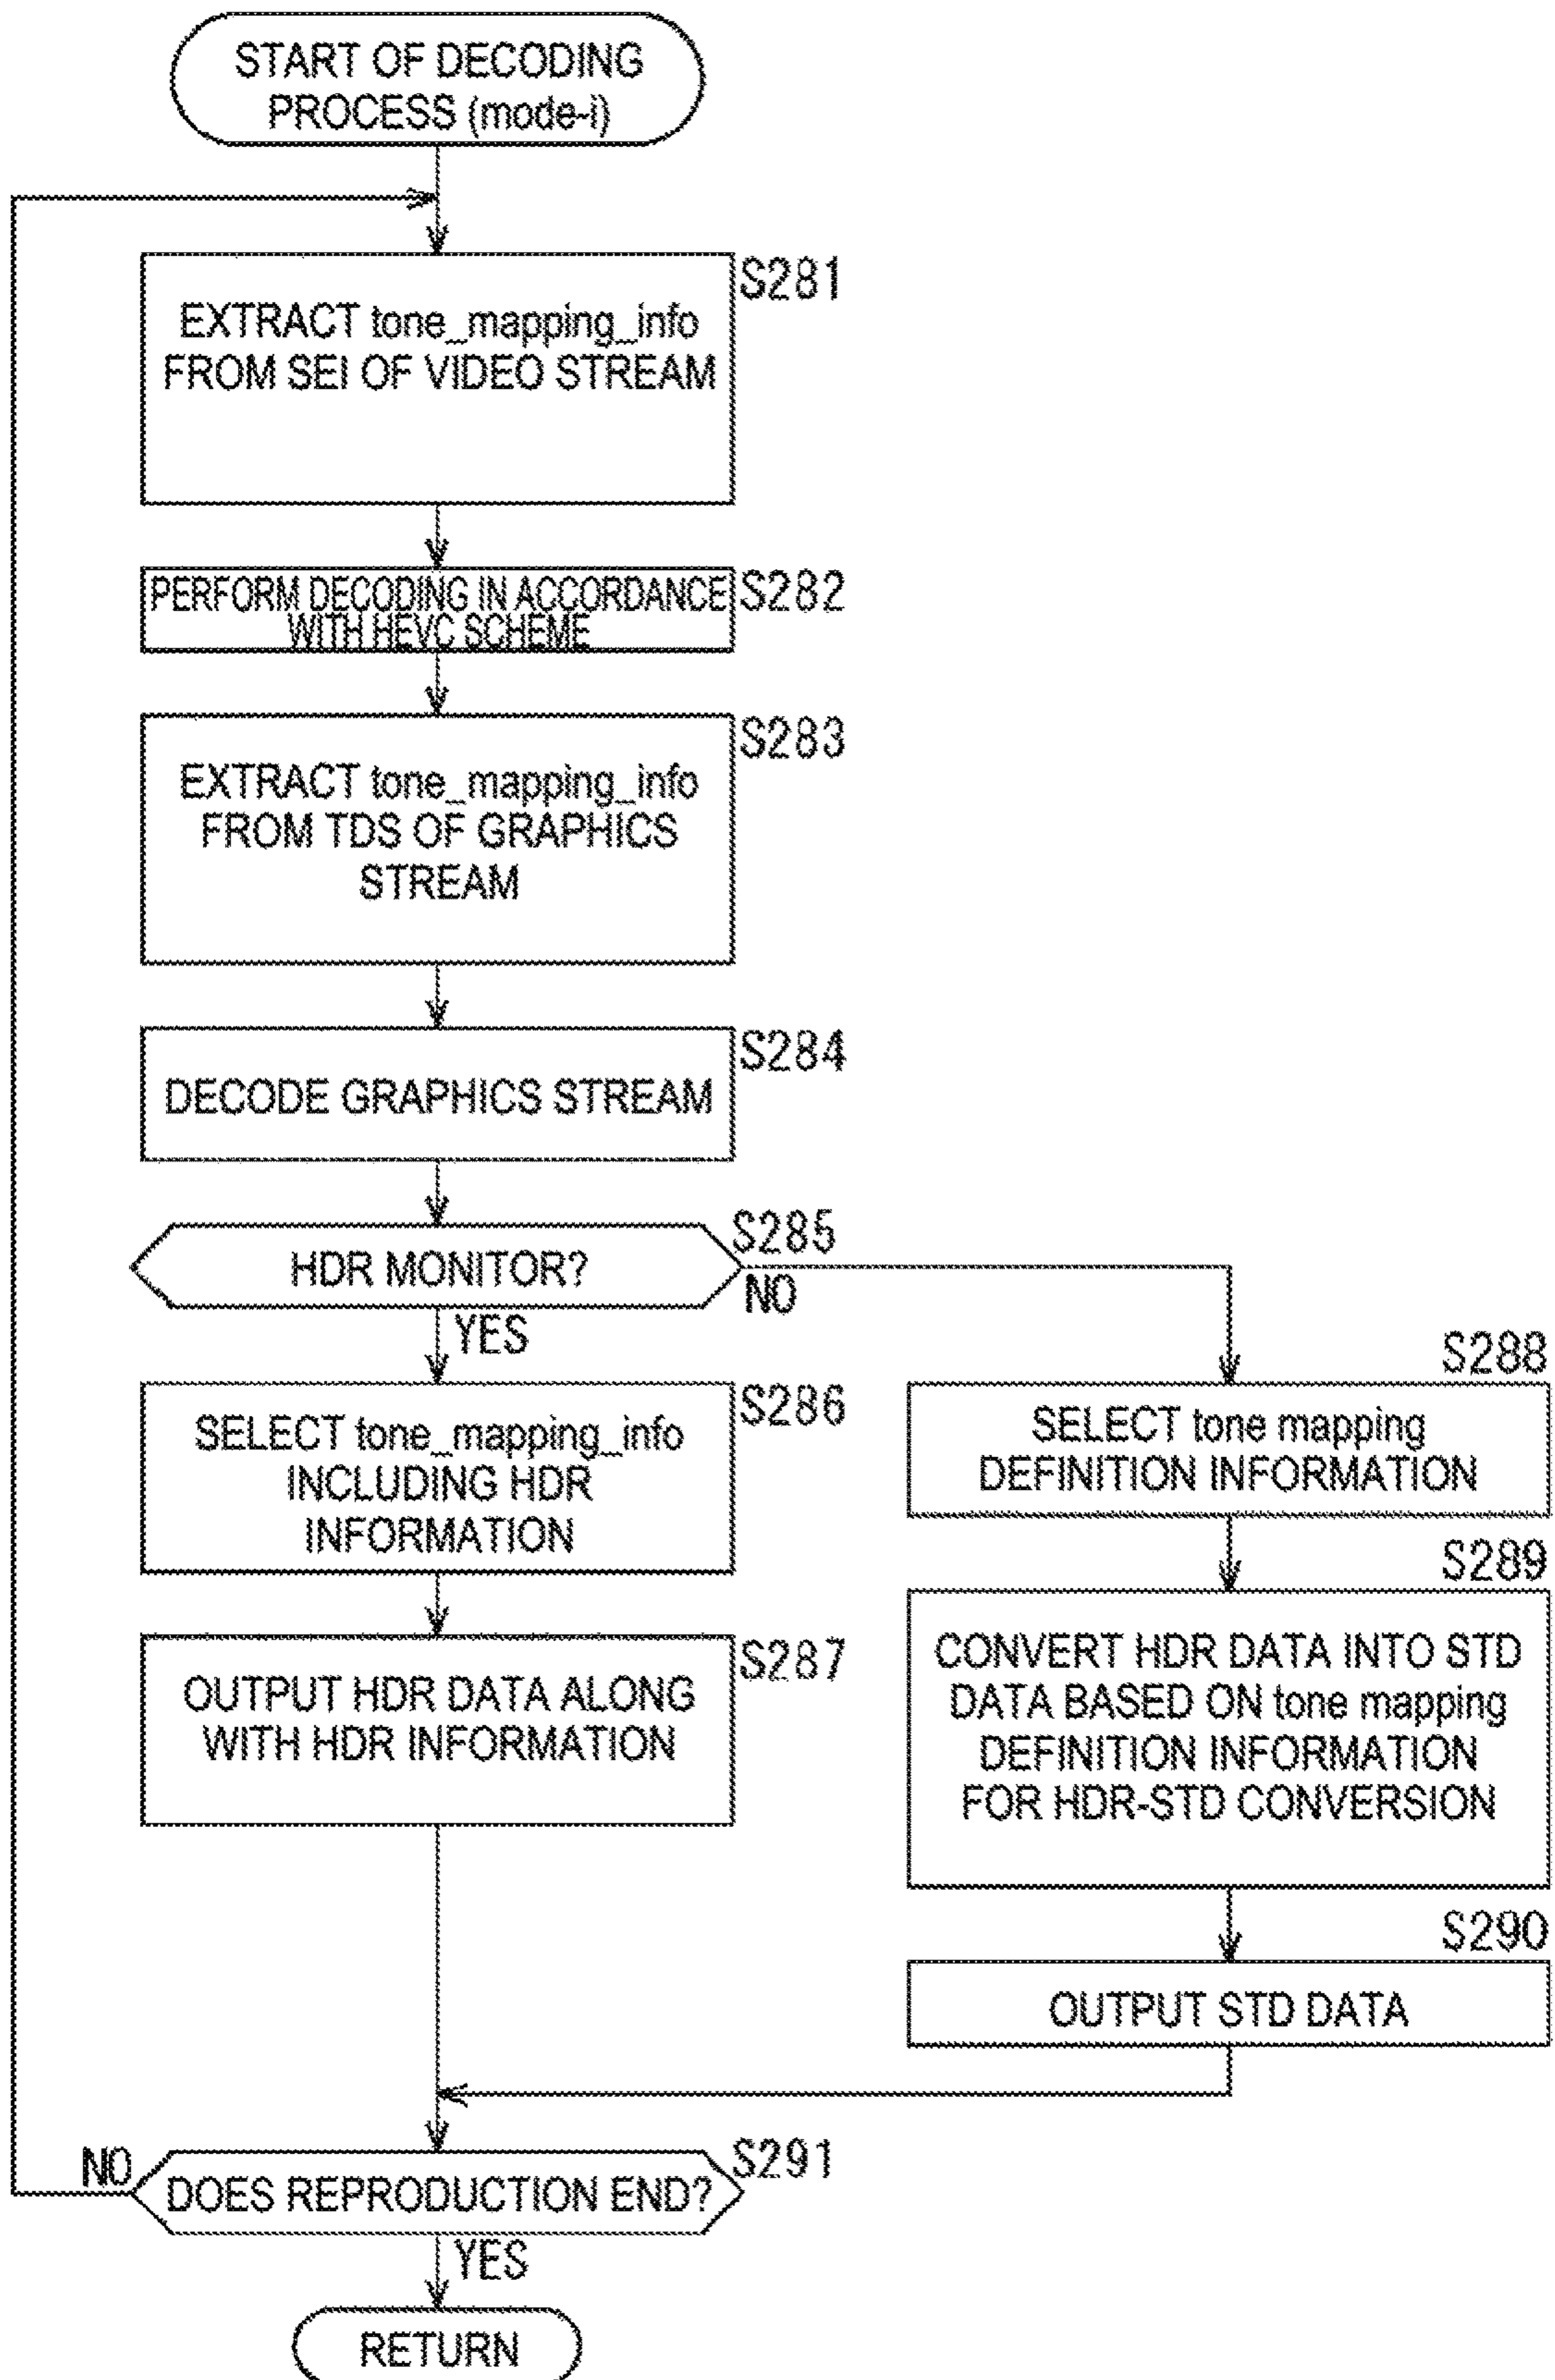 START OF DECODING
PROCESS (mode-i)
S281
EXTRACT tone_mapping_info
FROM SEI OF VIDEO STREAM
S282
PERFORM DECODING IN ACCORDANCE
WITH HEVC SCHEME
S283
EXTRACT tone_mapping_info
FROM TDS OF GRAPHICS
STREAM
S284
DECODE GRAPHICS STREAM
S285
HDR MONITOR?
NO
YES
S286
SELECT tone_mapping_info
INCLUDING HDR
INFORMATION
S287
OUTPUT HDR DATA ALONG
WITH HDR INFORMATION
S288
SELECT tone mapping
DEFINITION INFORMATION
S289
CONVERT HDR DATA INTO STD
DATA BASED ON tone mapping
DEFINITION INFORMATION
FOR HDR-STD CONVERSION
S290
OUTPUT STD DATA
S291
NO
DOES REPRODUCTION END?
YES
RETURN